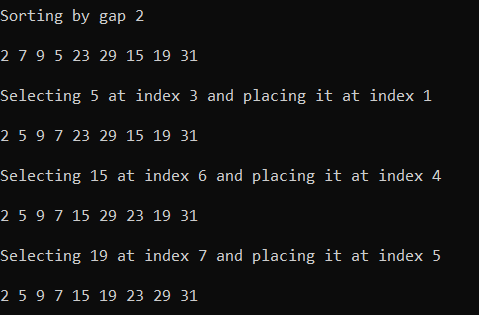 Sorting by gap 2
2 7 9 5 23 29 15 19 31
Selecting 5 at index 3 and placing it at index 1
2 5 9 7 23 29 15 19 31
Selecting 15 at index 6 and placing it at index 4
2 5 9 7 15 29 23 19 31
Selecting 19 at index 7 and placing it at index 5
2 5 9 7 15 19 23 29 31